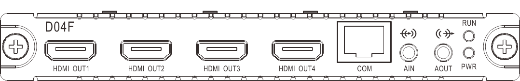 D04F
RUN
HDMI OUT1 HDMI OUT2 HDMI OUT3 HDMI OUT4 COM AIN AOUT PWR